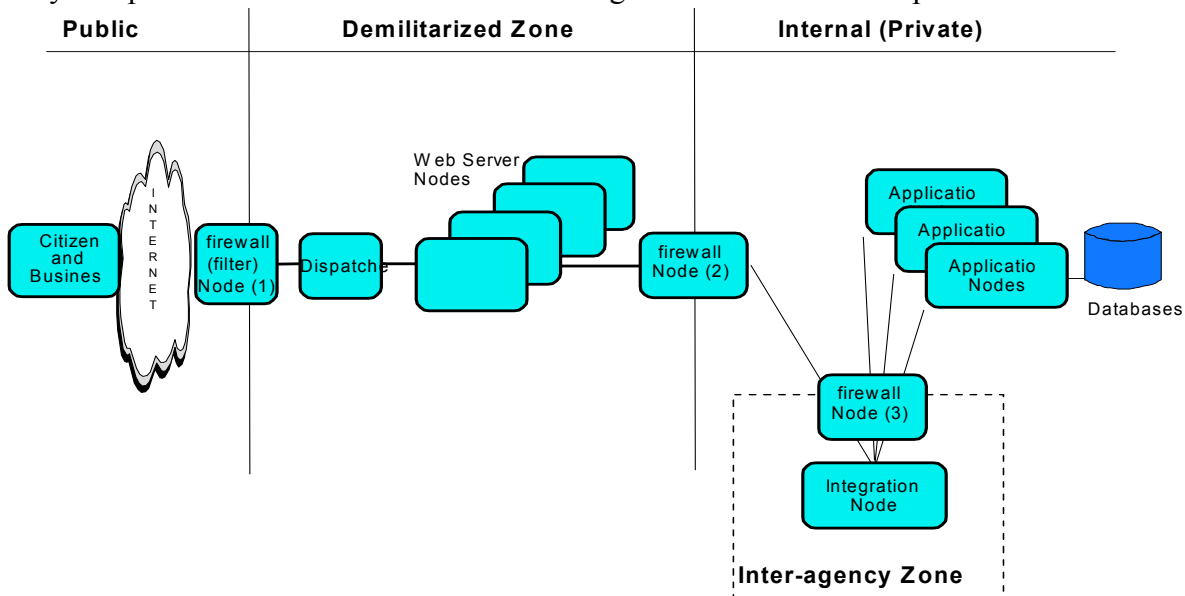 Public
Demilitarized Zone
Internal (Private)
Citizen
and
Busines
INTERNET
firewall
(filter)
Node (1)
Dispatche
Web Server
Nodes
firewall
Node (2)
Applicatio
Applicatio
Applicatio
Nodes
Databases
firewall
Node (3)
Integration
Node
Inter-agency Zone